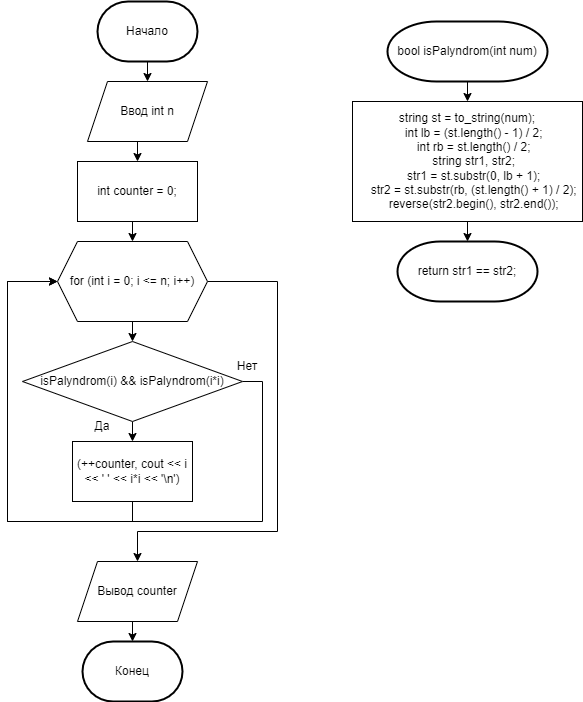 Начало
Ввод int n
int counter = 0;
for (int i = 0; i <= n; i++)
Нет
isPalyndrom(i) && isPalyndrom(i*i)
Да
(++counter, cout << i
<< ' ' << i*i << '\n')
Вывод counter
Конец
bool isPalyndrom(int num)
string st = to_string(num);
int lb = (st.length() - 1) / 2;
int rb = st.length() / 2;
string str1, str2;
str1 = st.substr(0, lb + 1);
str2 = st.substr(rb, (st.length() + 1) / 2);
reverse(str2.begin(), str2.end());
return str1 == str2;